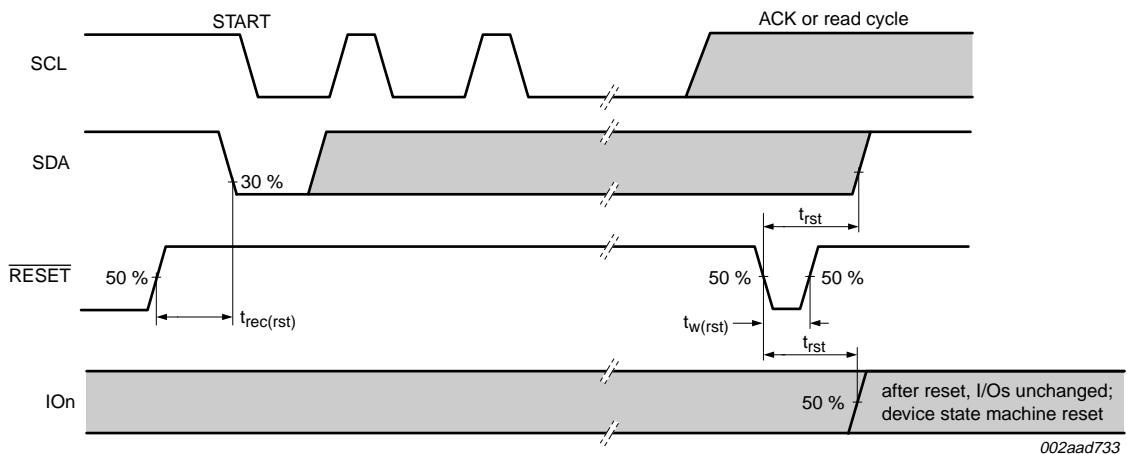 START
ACK or read cycle
SCL
SDA
30 %
t_rst
RESET
50 %
50 %
50 %
t_rec(rst)
t_w(rst)
t_rst
IOn
50 %
after reset, I/Os unchanged;
device state machine reset
002aad733